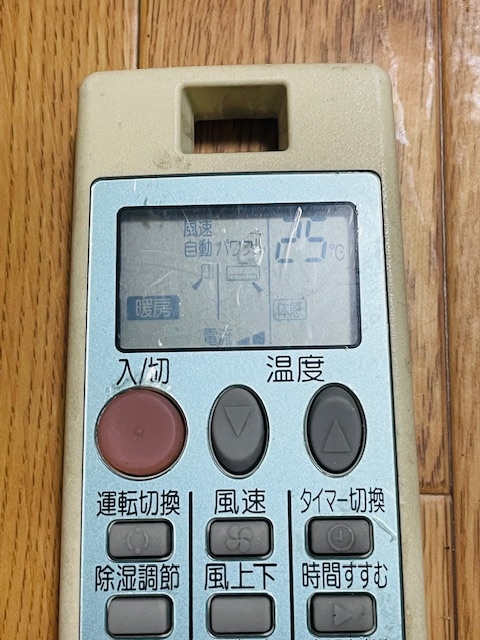 風速
自動 パワフル
25℃
暖房
体感
電流
入/切
温度
運転切換
風速
タイマー切換
除湿調節
風上下
時間すすむ